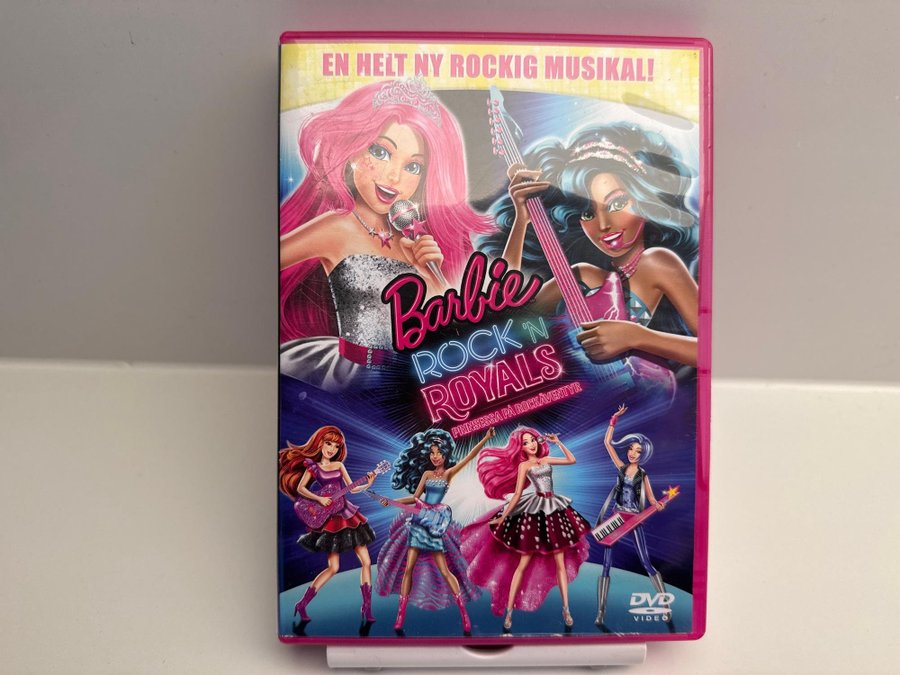 EN HELT NY ROCKIG MUSIKAL!
Barbie
ROCK 'N
ROYALS
PRINSESSA PÅ ROCKÄVENTYR
DVD
VIDEO